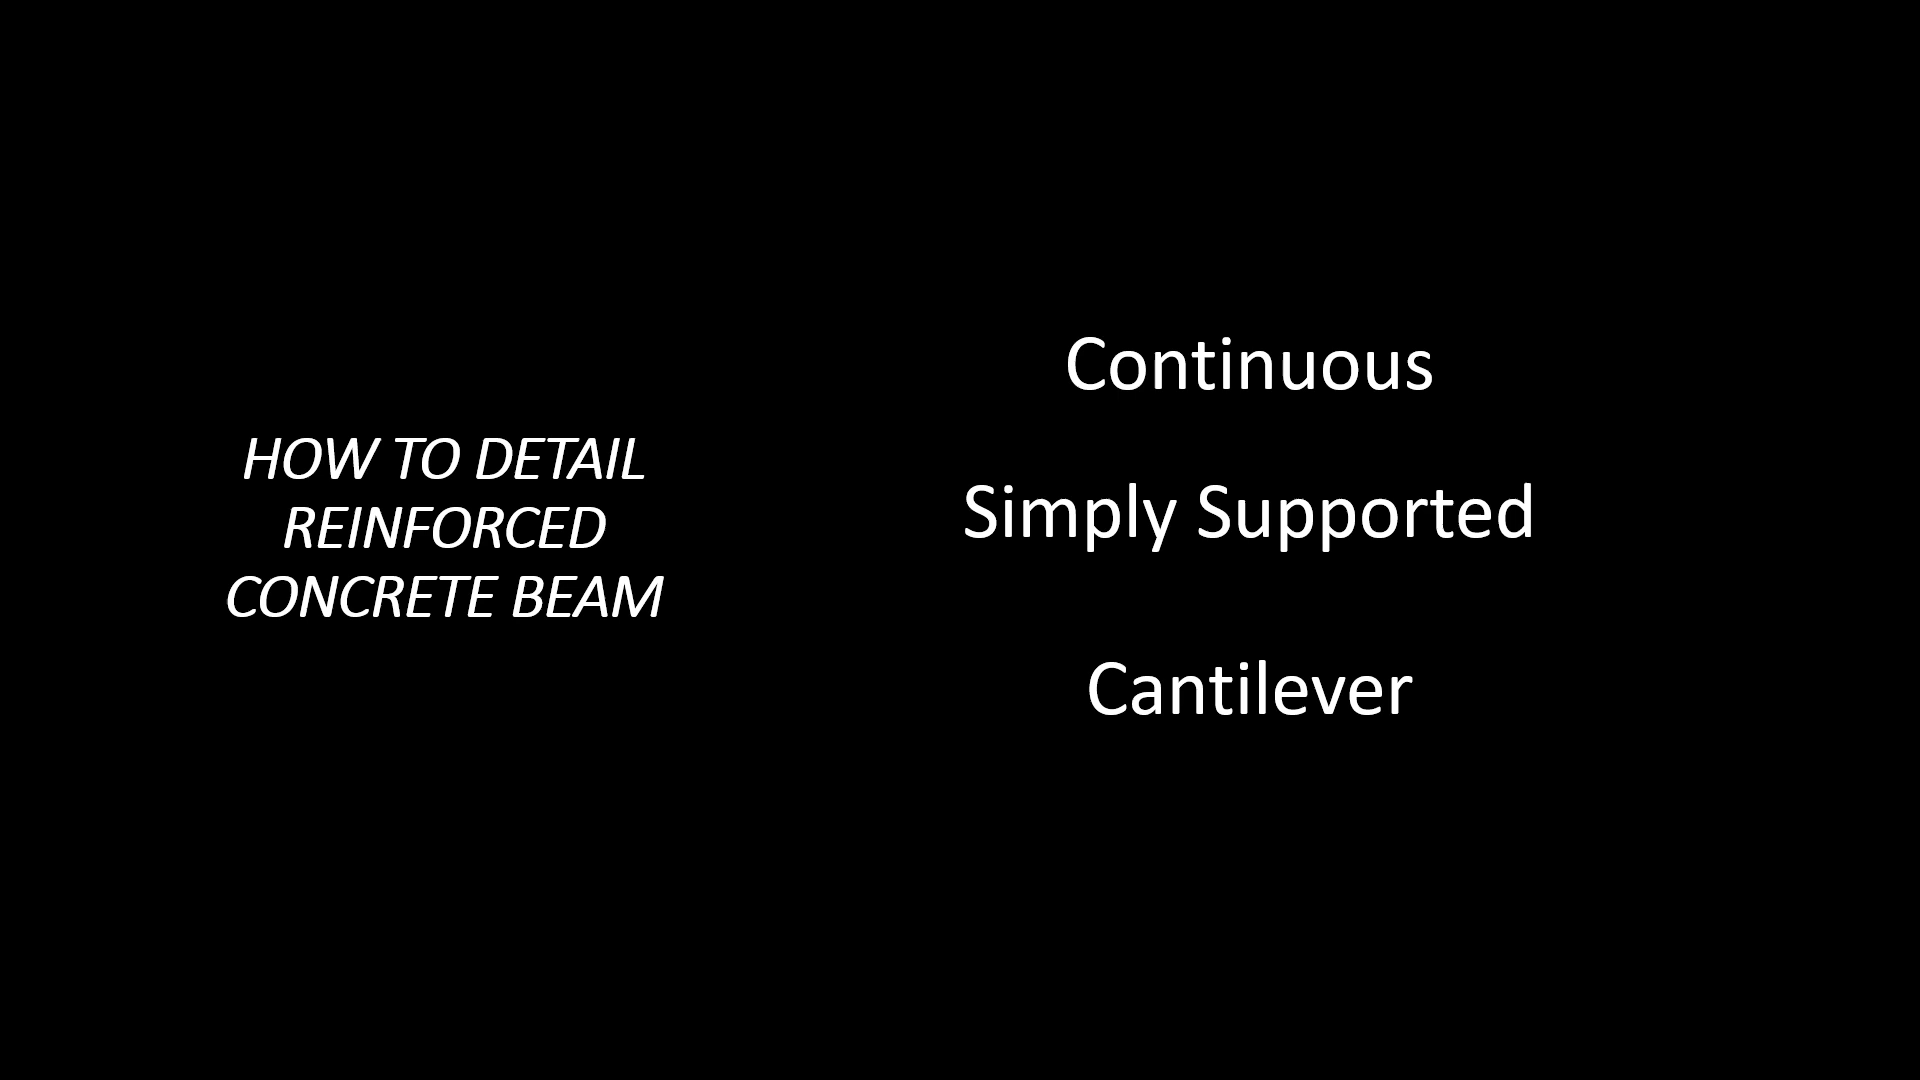 HOW TO DETAIL
REINFORCED
CONCRETE BEAM
Continuous
Simply Supported
Cantilever